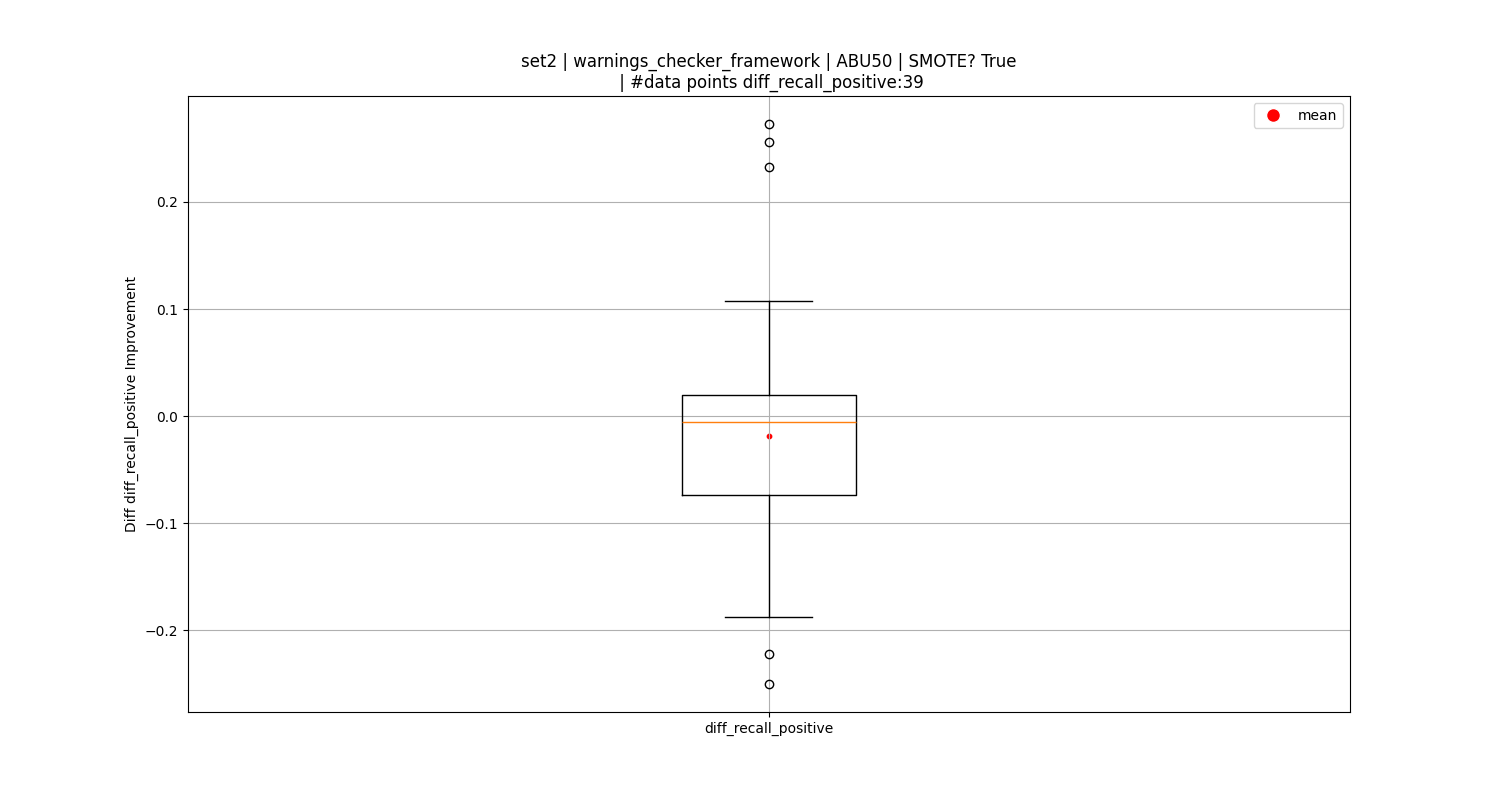 set2 | warnings_checker_framework | ABU50 | SMOTE? True
| #data points diff_recall_positive:39
mean
0.2
0.1
0.0
−0.1
−0.2
Diff diff_recall_positive Improvement
diff_recall_positive